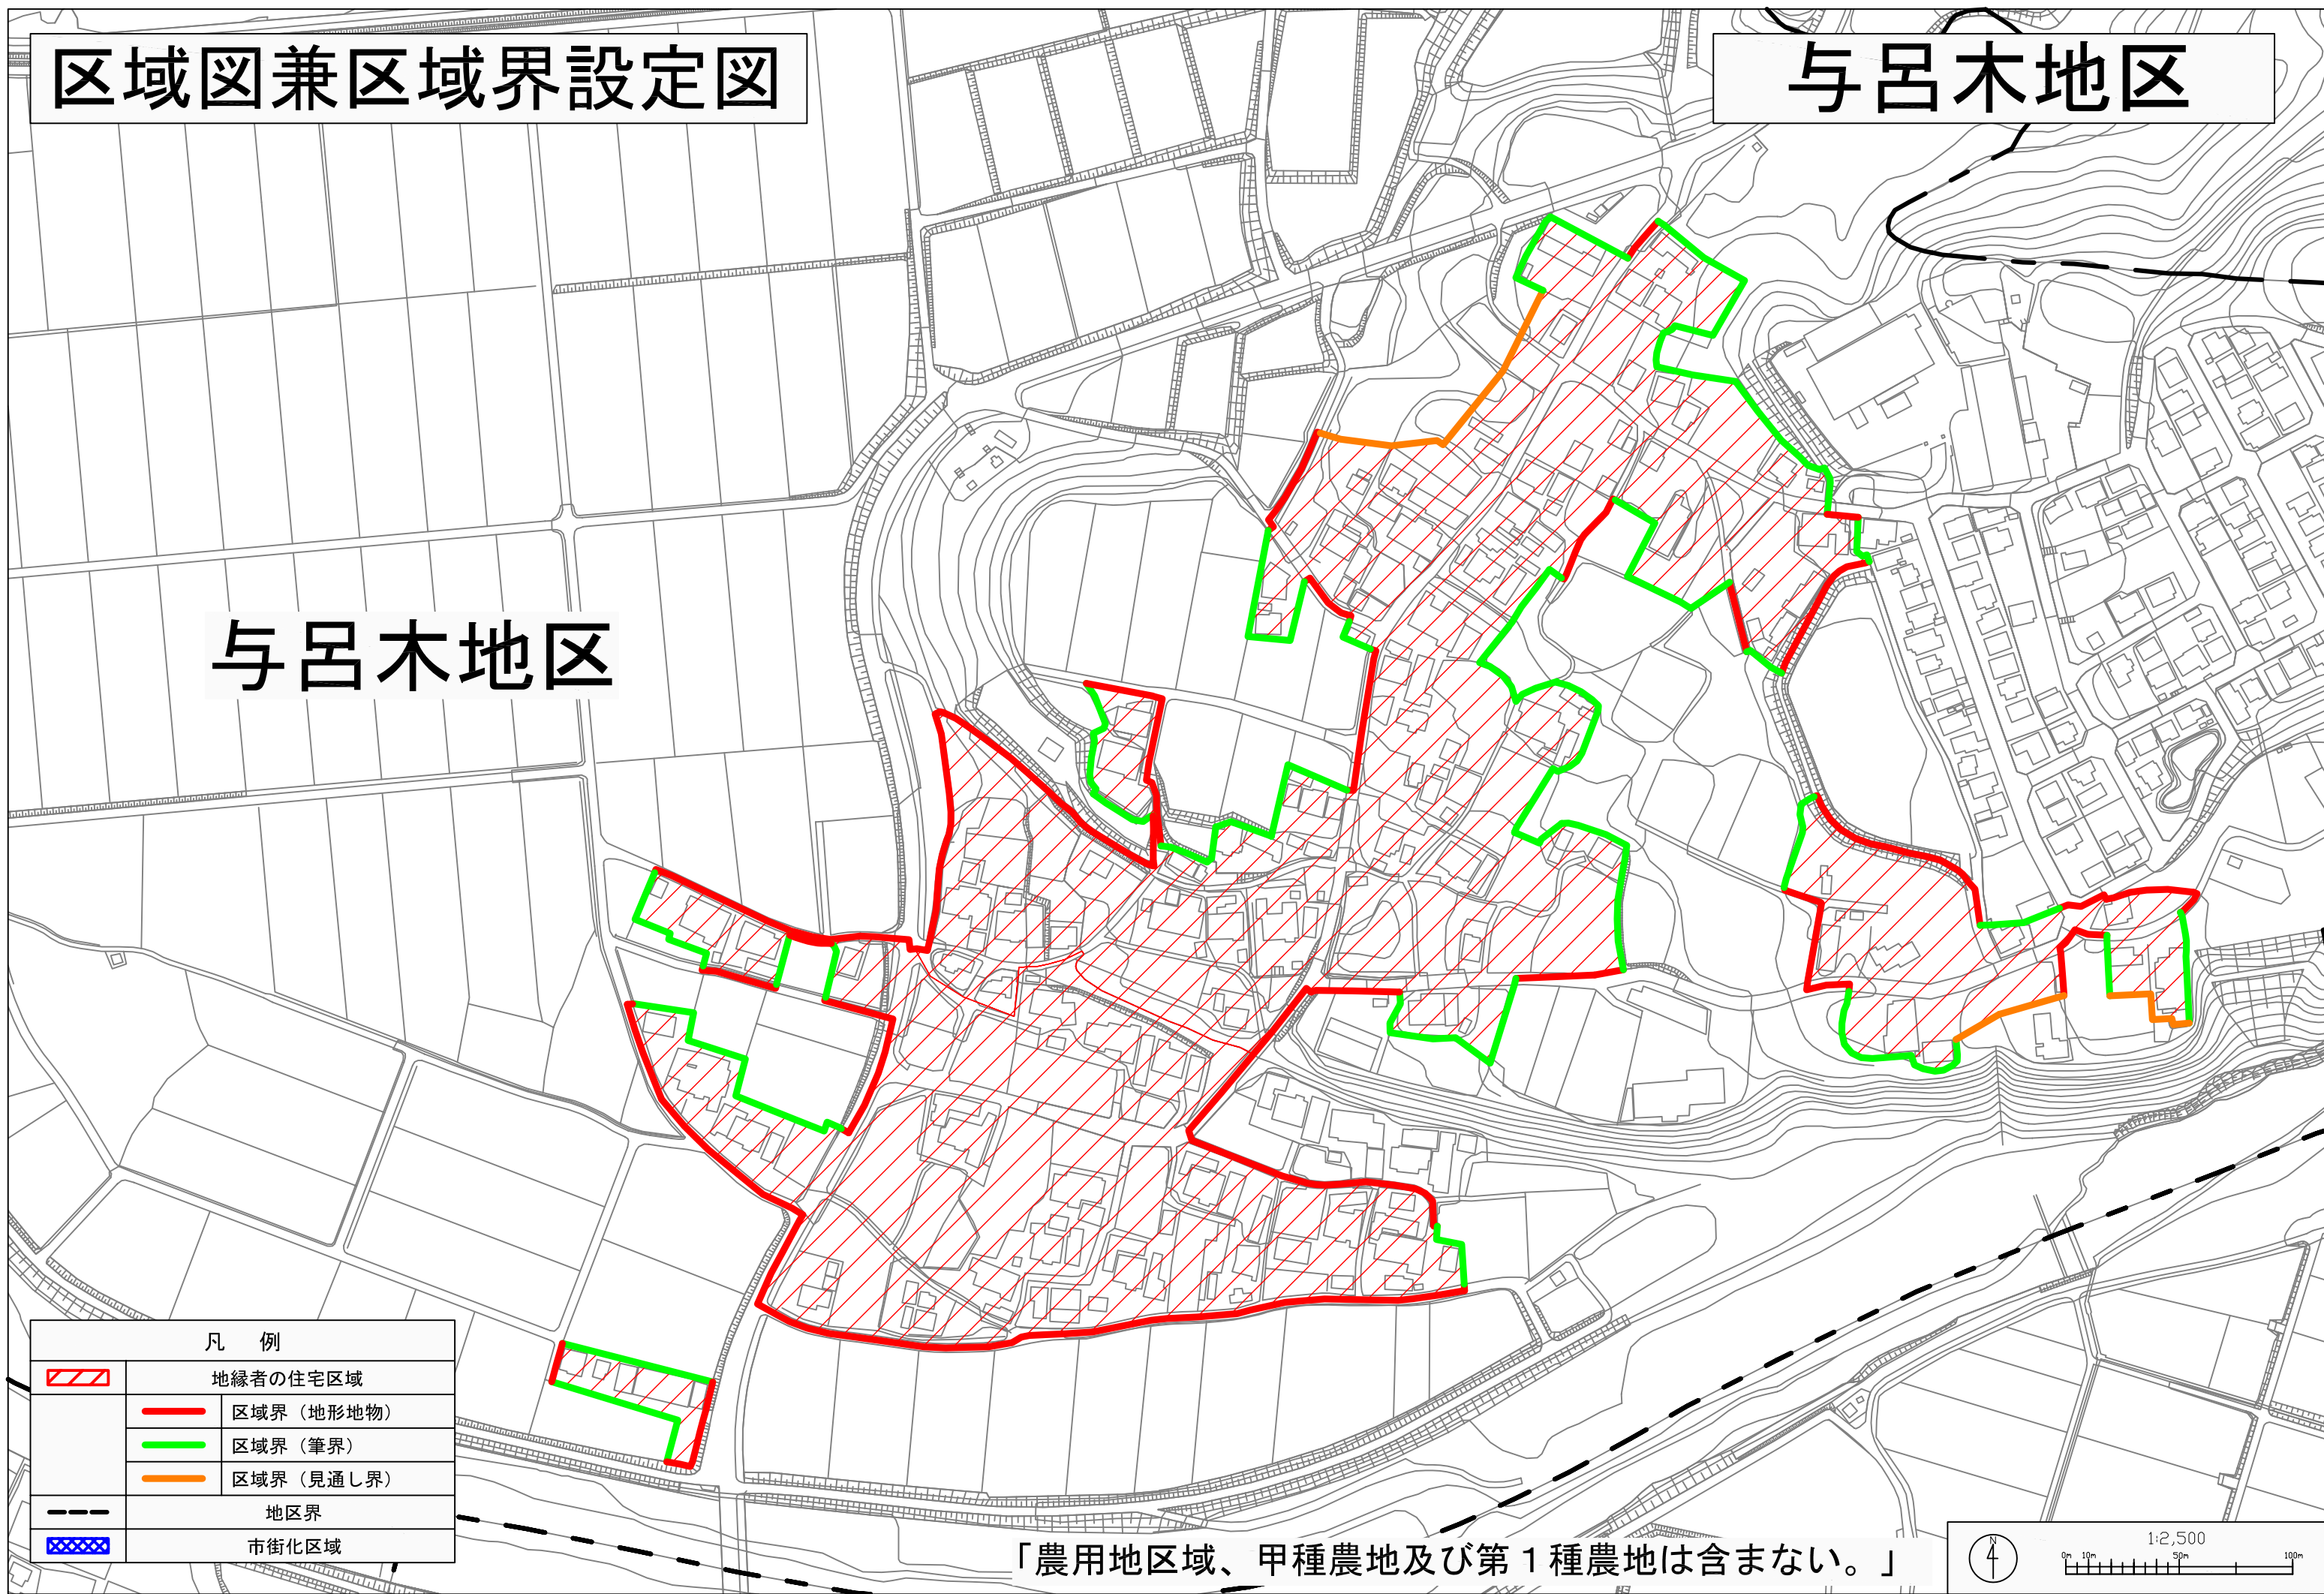 区域図兼区域界設定図
与呂木地区
与呂木地区
凡 例
地縁者の住宅区域
区域界（地形地物）
区域界（筆界）
区域界（見通し界）
地区界
市街化区域
「農用地区域、甲種農地及び第１種農地は含まない。」
N
1:2,500
0m 10m 50m 100m